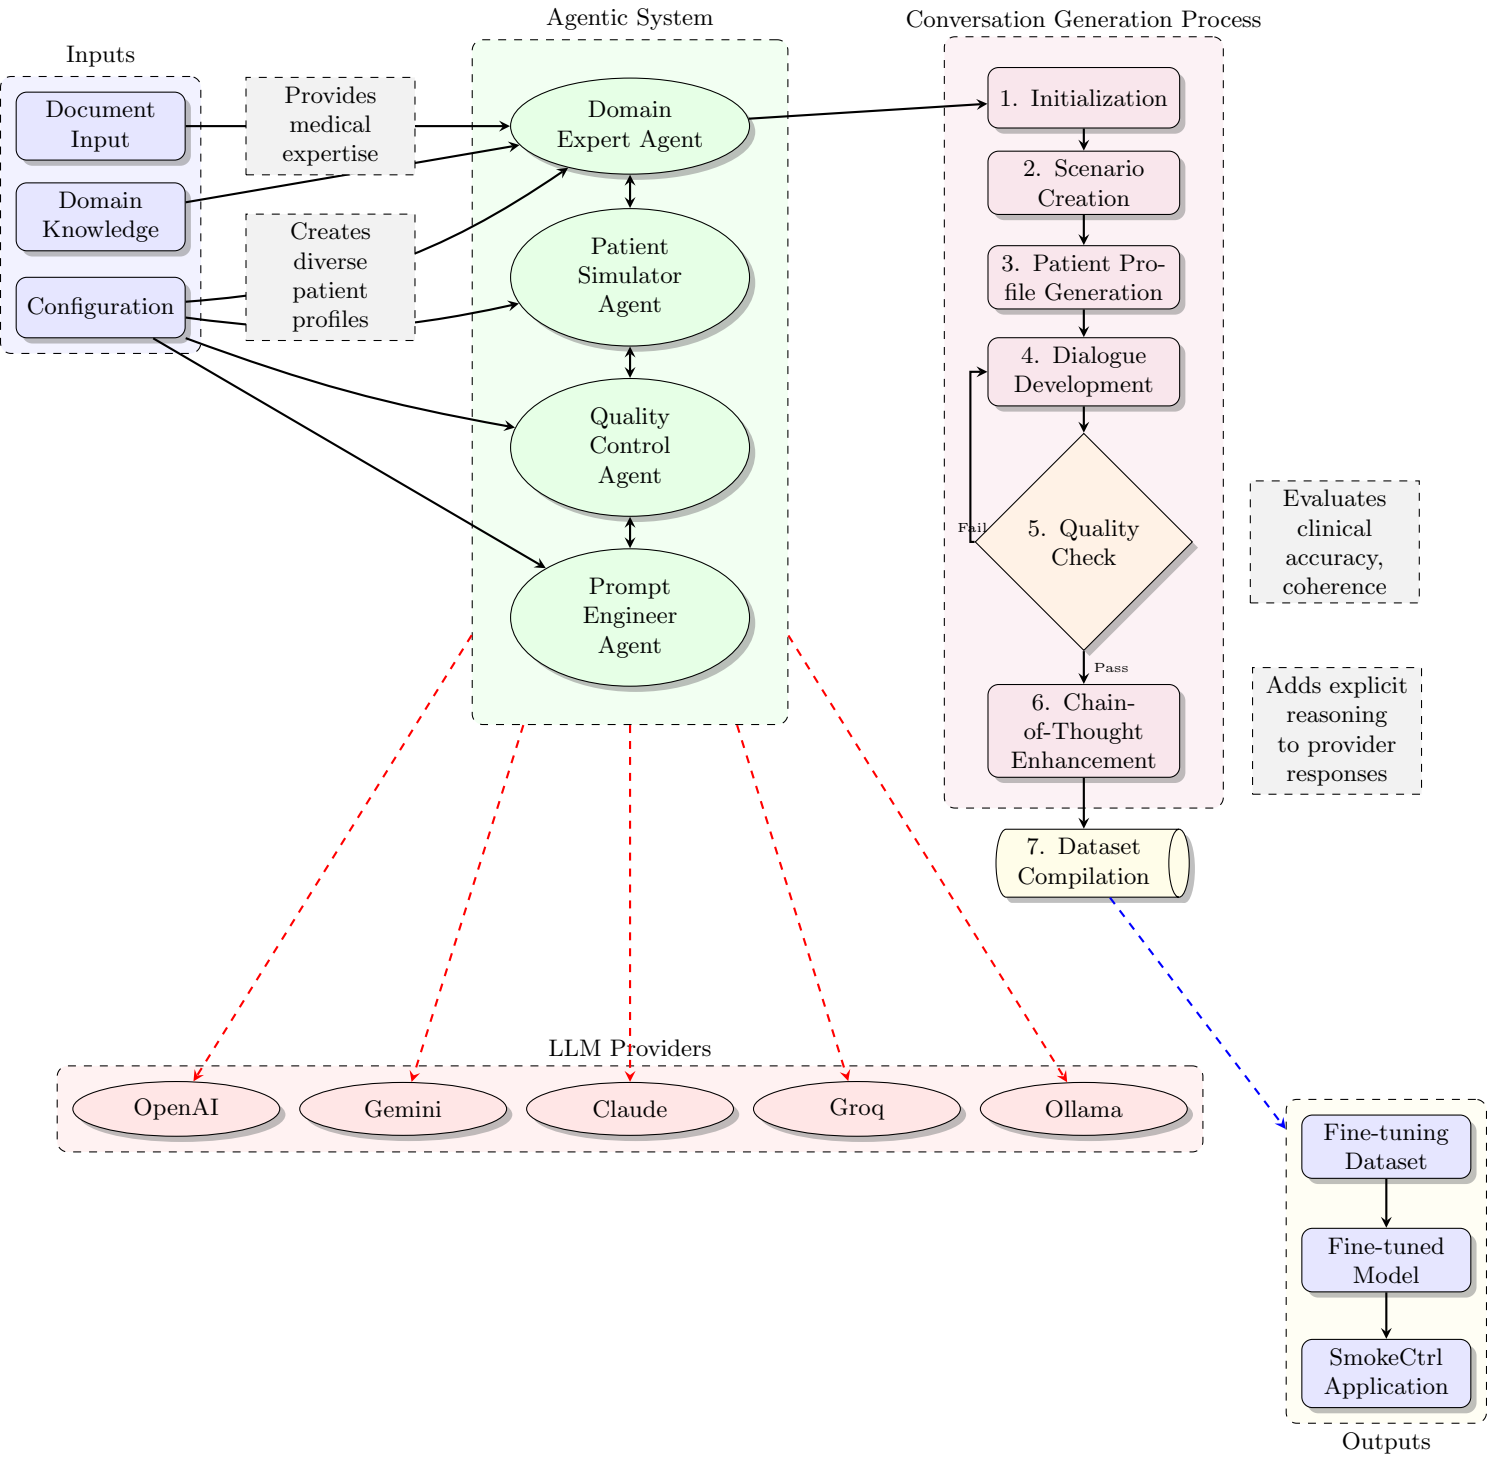 Inputs
Document
Input
Domain
Knowledge
Configuration
Provides
medical
expertise
Creates
diverse
patient
profiles
Agentic System
Domain
Expert Agent
Patient
Simulator
Agent
Quality
Control
Agent
Prompt
Engineer
Agent
Conversation Generation Process
1. Initialization
2. Scenario
Creation
3. Patient Pro-
file Generation
4. Dialogue
Development
Fail
5. Quality
Check
Pass
6. Chain-
of-Thought
Enhancement
7. Dataset
Compilation
Evaluates
clinical
accuracy,
coherence
Adds explicit
reasoning
to provider
responses
LLM Providers
OpenAI
Gemini
Claude
Groq
Ollama
Fine-tuning
Dataset
Fine-tuned
Model
SmokeCtrl
Application
Outputs